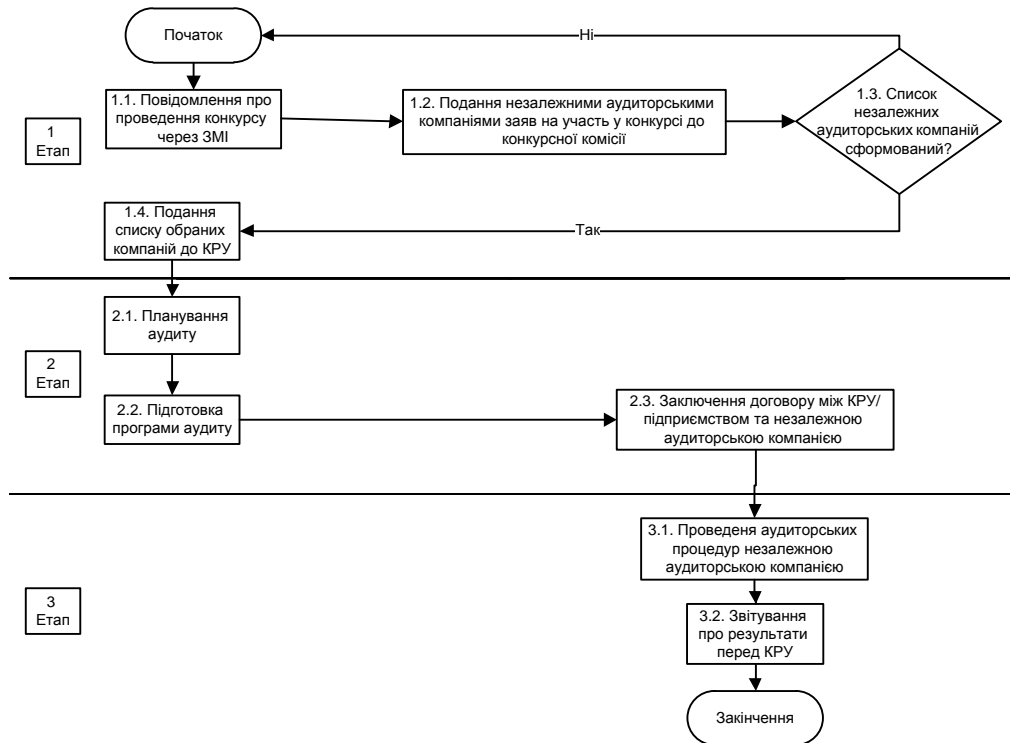 Початок
Ні
1.1. Повідомлення про
проведення конкурсу
через ЗМІ
1.2. Подання незалежними аудиторськими
компаніями заяв на участь у конкурсі до
конкурсної комісії
1.3. Список
незалежних
аудиторських компаній
сформований?
1
Етап
1.4. Подання
списку обраних
компаній до КРУ
Так
2.1. Планування
аудиту
2
Етап
2.2. Підготовка
програми аудиту
2.3. Заключення договору між КРУ/
підприємством та незалежною
аудиторською компанією
3.1. Проведеня аудиторських
процедур незалежною
аудиторською компанією
3
Етап
3.2. Звітування
про результати
перед КРУ
Закінчення